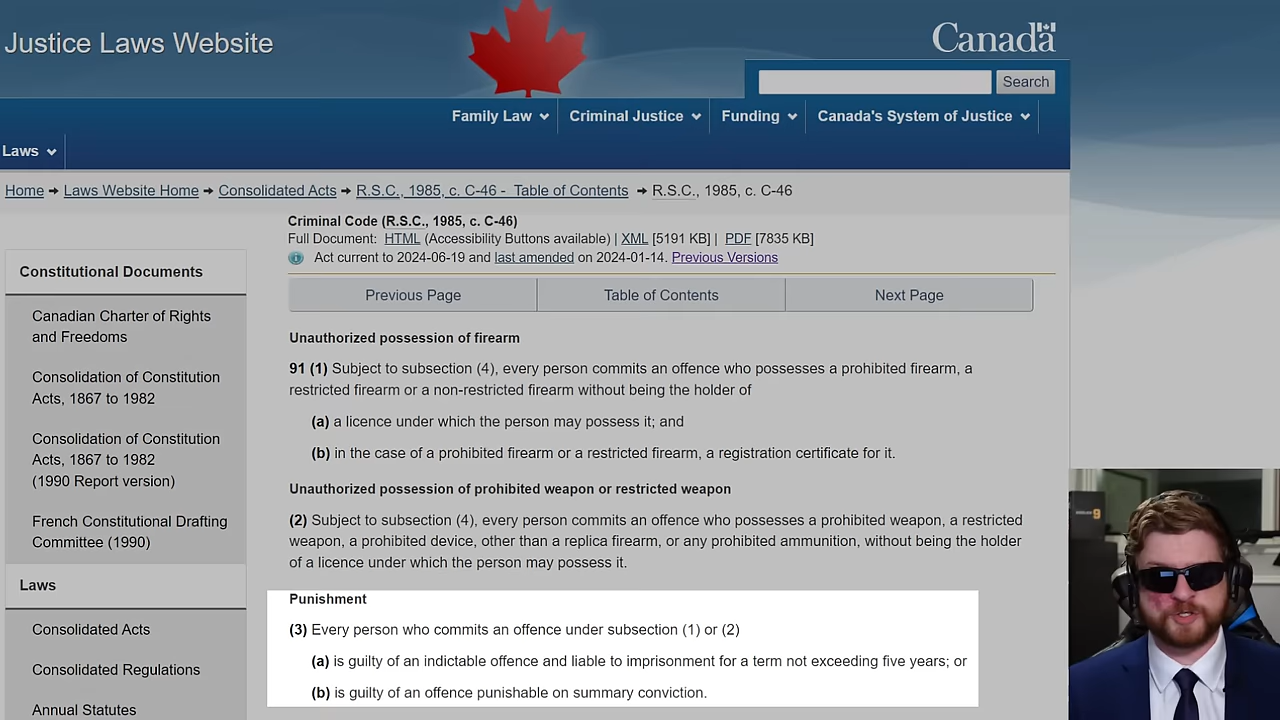 Justice Laws Website
Canada
Search
Family Law
Criminal Justice
Funding
Canada's System of Justice
Laws
Home → Laws Website Home → Consolidated Acts → R.S.C., 1985, c. C-46 - Table of Contents → R.S.C., 1985, c. C-46
Criminal Code (R.S.C., 1985, c. C-46)
Full Document: HTML (Accessibility Buttons available) | XML [5191 KB] | PDF [7835 KB]
Act current to 2024-06-19 and last amended on 2024-01-14. Previous Versions
Previous Page
Table of Contents
Next Page
Constitutional Documents
Canadian Charter of Rights
and Freedoms
Consolidation of Constitution
Acts, 1867 to 1982
Consolidation of Constitution
Acts, 1867 to 1982
(1990 Report version)
French Constitutional Drafting
Committee (1990)
Laws
Consolidated Acts
Consolidated Regulations
Annual Statutes
Unauthorized possession of firearm
91 (1) Subject to subsection (4), every person commits an offence who possesses a prohibited firearm, a
restricted firearm or a non-restricted firearm without being the holder of
(a) a licence under which the person may possess it; and
(b) in the case of a prohibited firearm or a restricted firearm, a registration certificate for it.
Unauthorized possession of prohibited weapon or restricted weapon
(2) Subject to subsection (4), every person commits an offence who possesses a prohibited weapon, a restricted
weapon, a prohibited device, other than a replica firearm, or any prohibited ammunition, without being the holder
of a licence under which the person may possess it.
Punishment
(3) Every person who commits an offence under subsection (1) or (2)
(a) is guilty of an indictable offence and liable to imprisonment for a term not exceeding five years; or
(b) is guilty of an offence punishable on summary conviction.